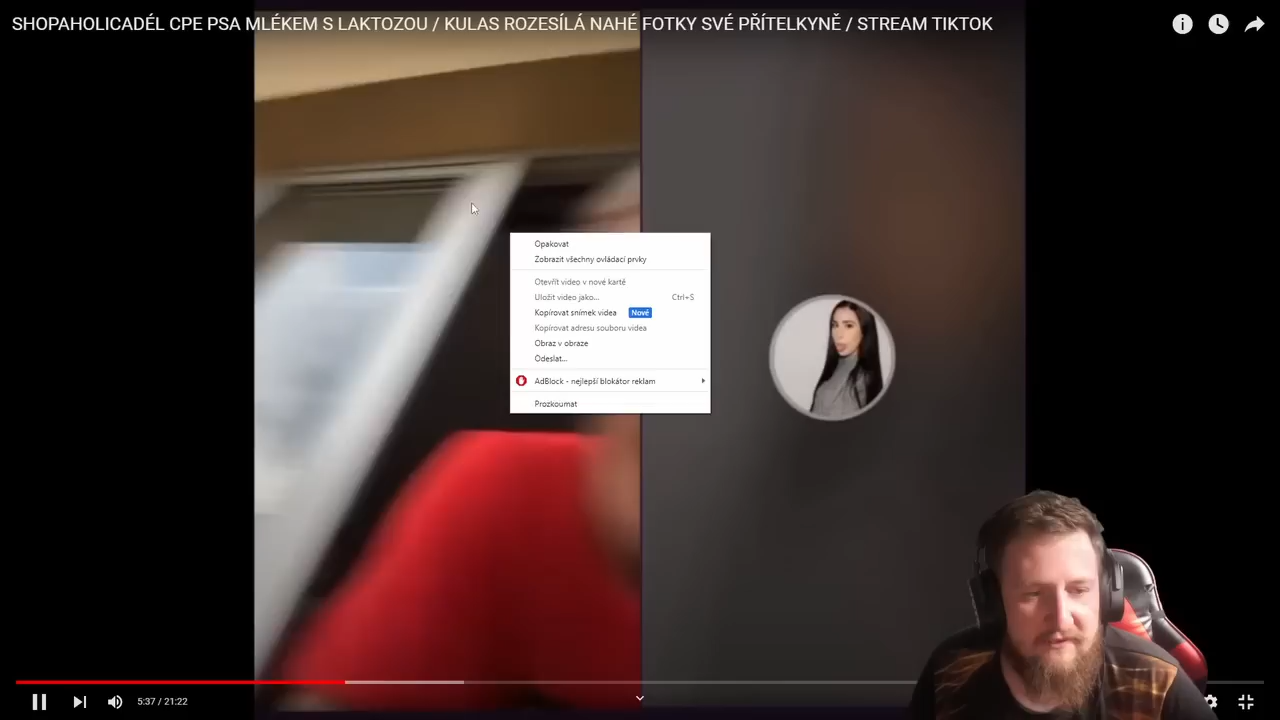 SHOPAHOLICADÉL CPE PSA MLÉKEM S LAKTOZOU / KULAS ROZESÍLÁ NAHÉ FOTKY SVÉ PŘÍTELKYNĚ / STREAM TIKTOK
Opakovat
Zobrazit všechny ovládací prvky
Otevřít video v nové kartě
Uložit video jako... Ctrl+S
Kopírovat snímek videa Nové
Kopírovat adresu souboru videa
Obraz v obraze
Odeslat...
AdBlock - nejlepší blokátor reklam
Prozkoumat
5:37 / 21:22